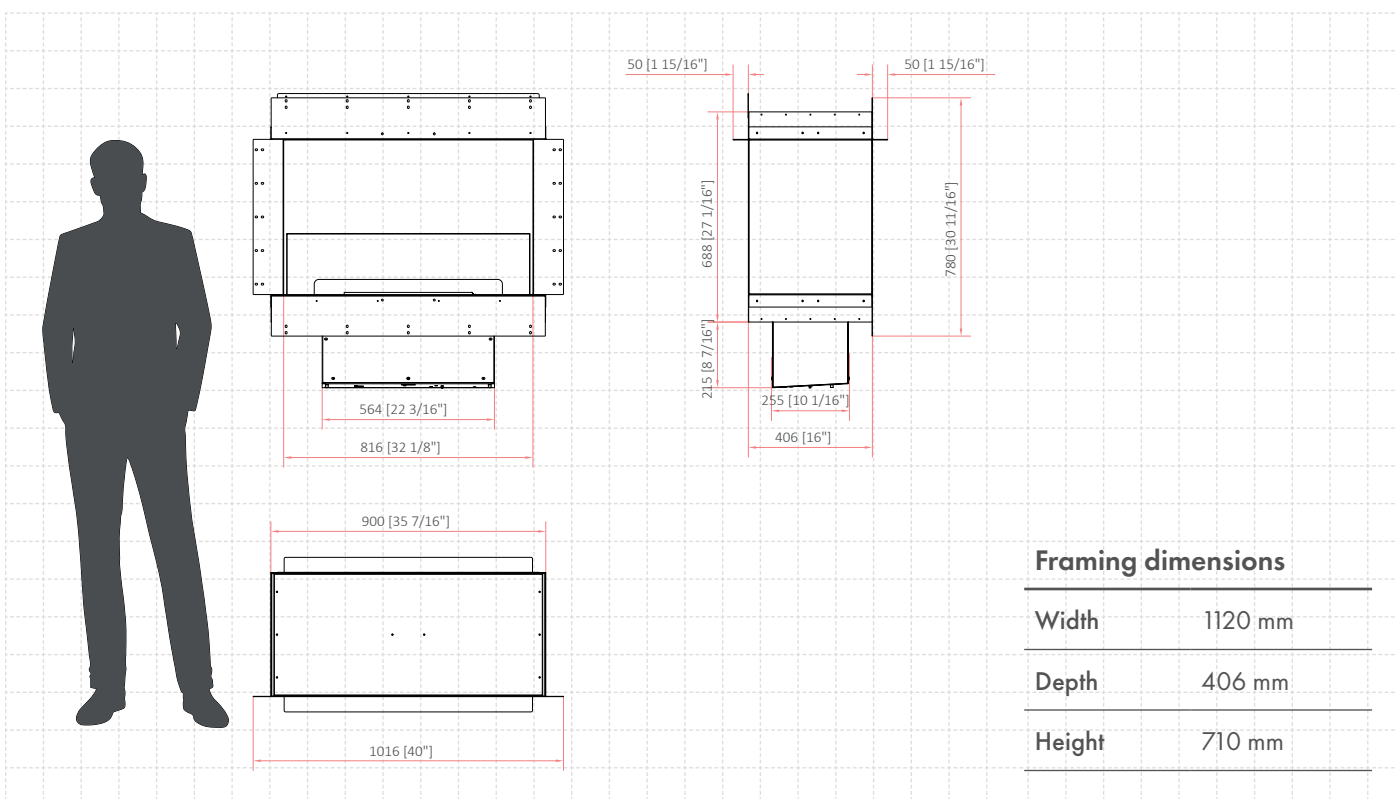 50 [1 15/16"]
50 [1 15/16"]
688 [27 1/16"]
780 [30 11/16"]
215 [8 7/16"]
255 [10 1/16"]
406 [16"]
564 [22 3/16"]
816 [32 1/8"]
900 [35 7/16"]
1016 [40"]
Framing dimensions
Width 1120 mm
Depth 406 mm
Height 710 mm